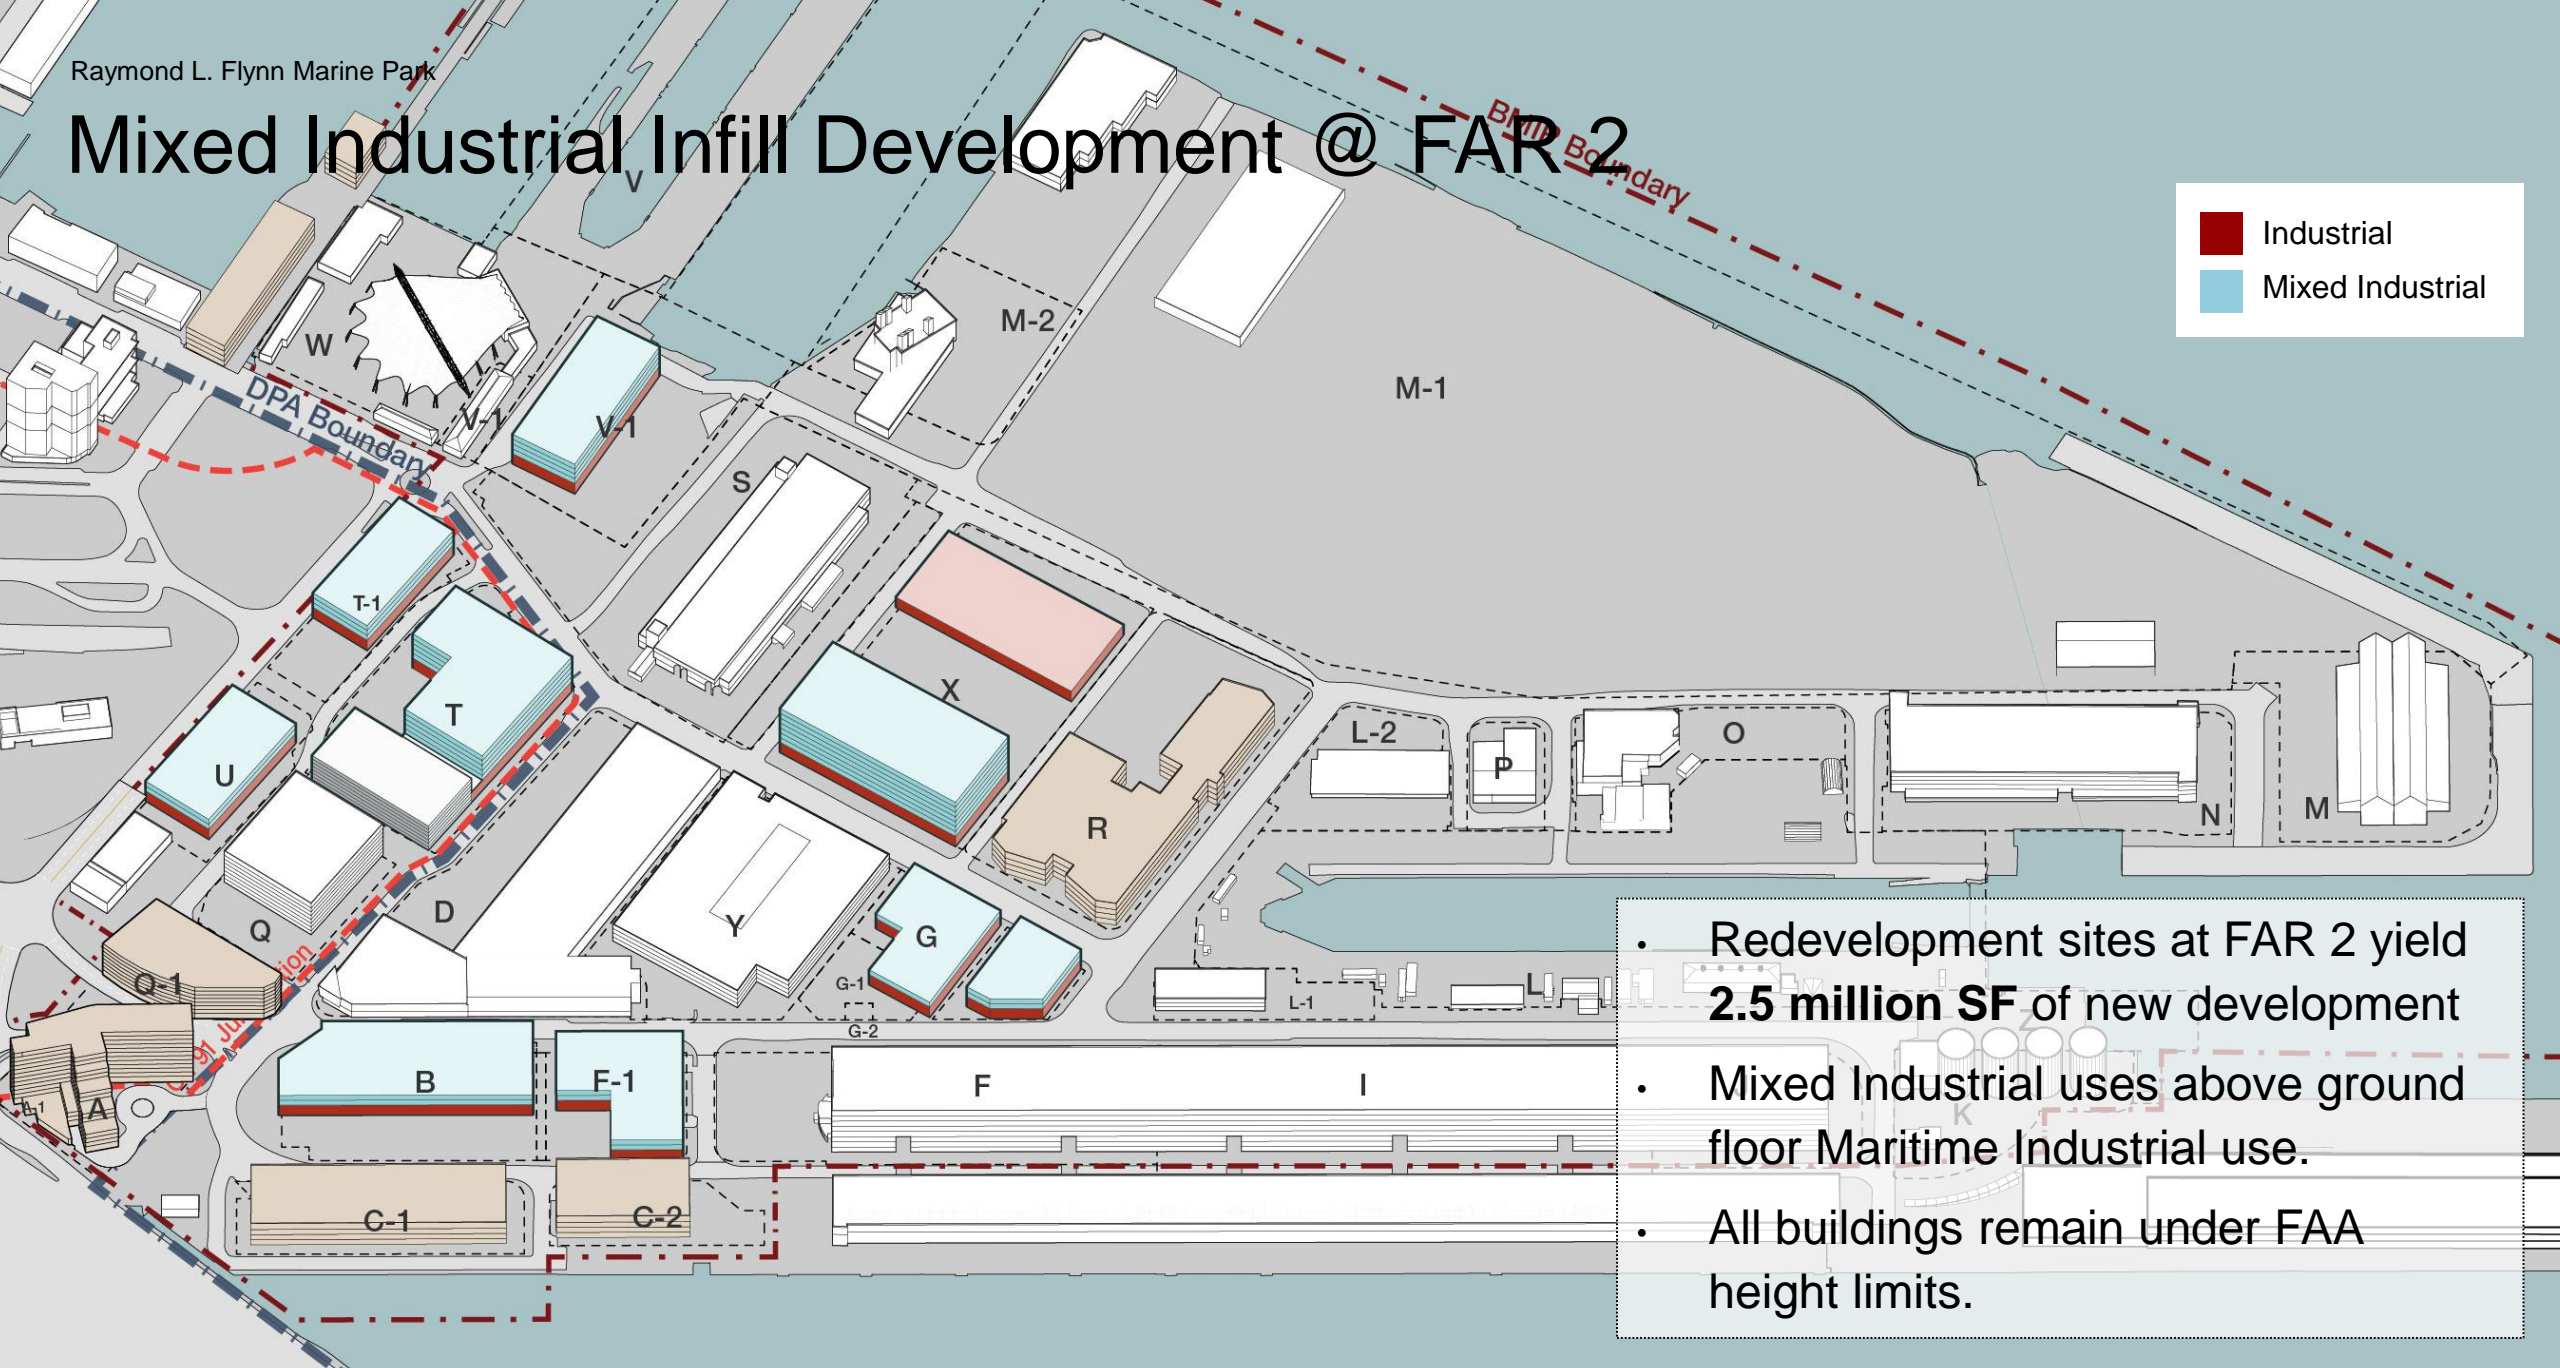 Raymond L. Flynn Marine Park
Mixed Industrial Infill Development @ FAR 2
BMIP Boundary
Industrial
Mixed Industrial
V
M-2
W
M-1
DPA Boundary
V-1
V-1
S
T-1
X
T
U
L-2
P
O
R
N
M
D
Q
Y
G
Q-1
G-1
L-1
L
G-2
Z
B
F-1
F
I
K
A-1
A
C-1
C-2
• Redevelopment sites at FAR 2 yield
2.5 million SF of new development
• Mixed Industrial uses above ground
floor Maritime Industrial use.
• All buildings remain under FAA
height limits.